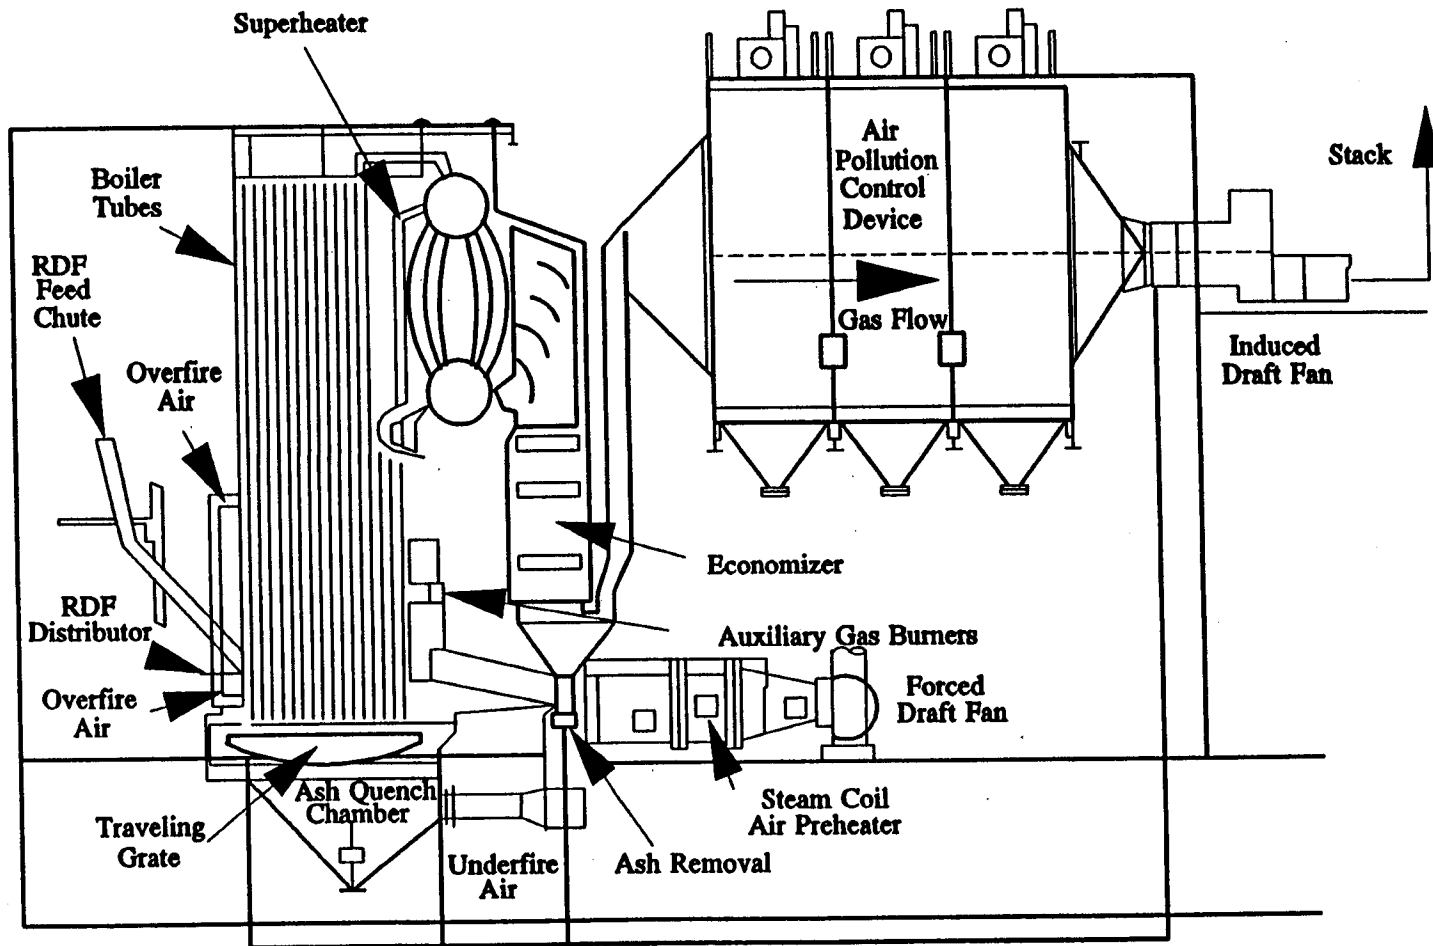 Superheater
Air
Pollution
Control
Device
Stack
Boiler
Tubes
RDF
Feed
Chute
Gas Flow
Induced
Draft Fan
Overfire
Air
Economizer
RDF
Distributor
Auxiliary Gas Burners
Overfire
Air
Forced
Draft Fan
Ash Quench
Chamber
Steam Coil
Air Preheater
Traveling
Grate
Underfire
Air
Ash Removal